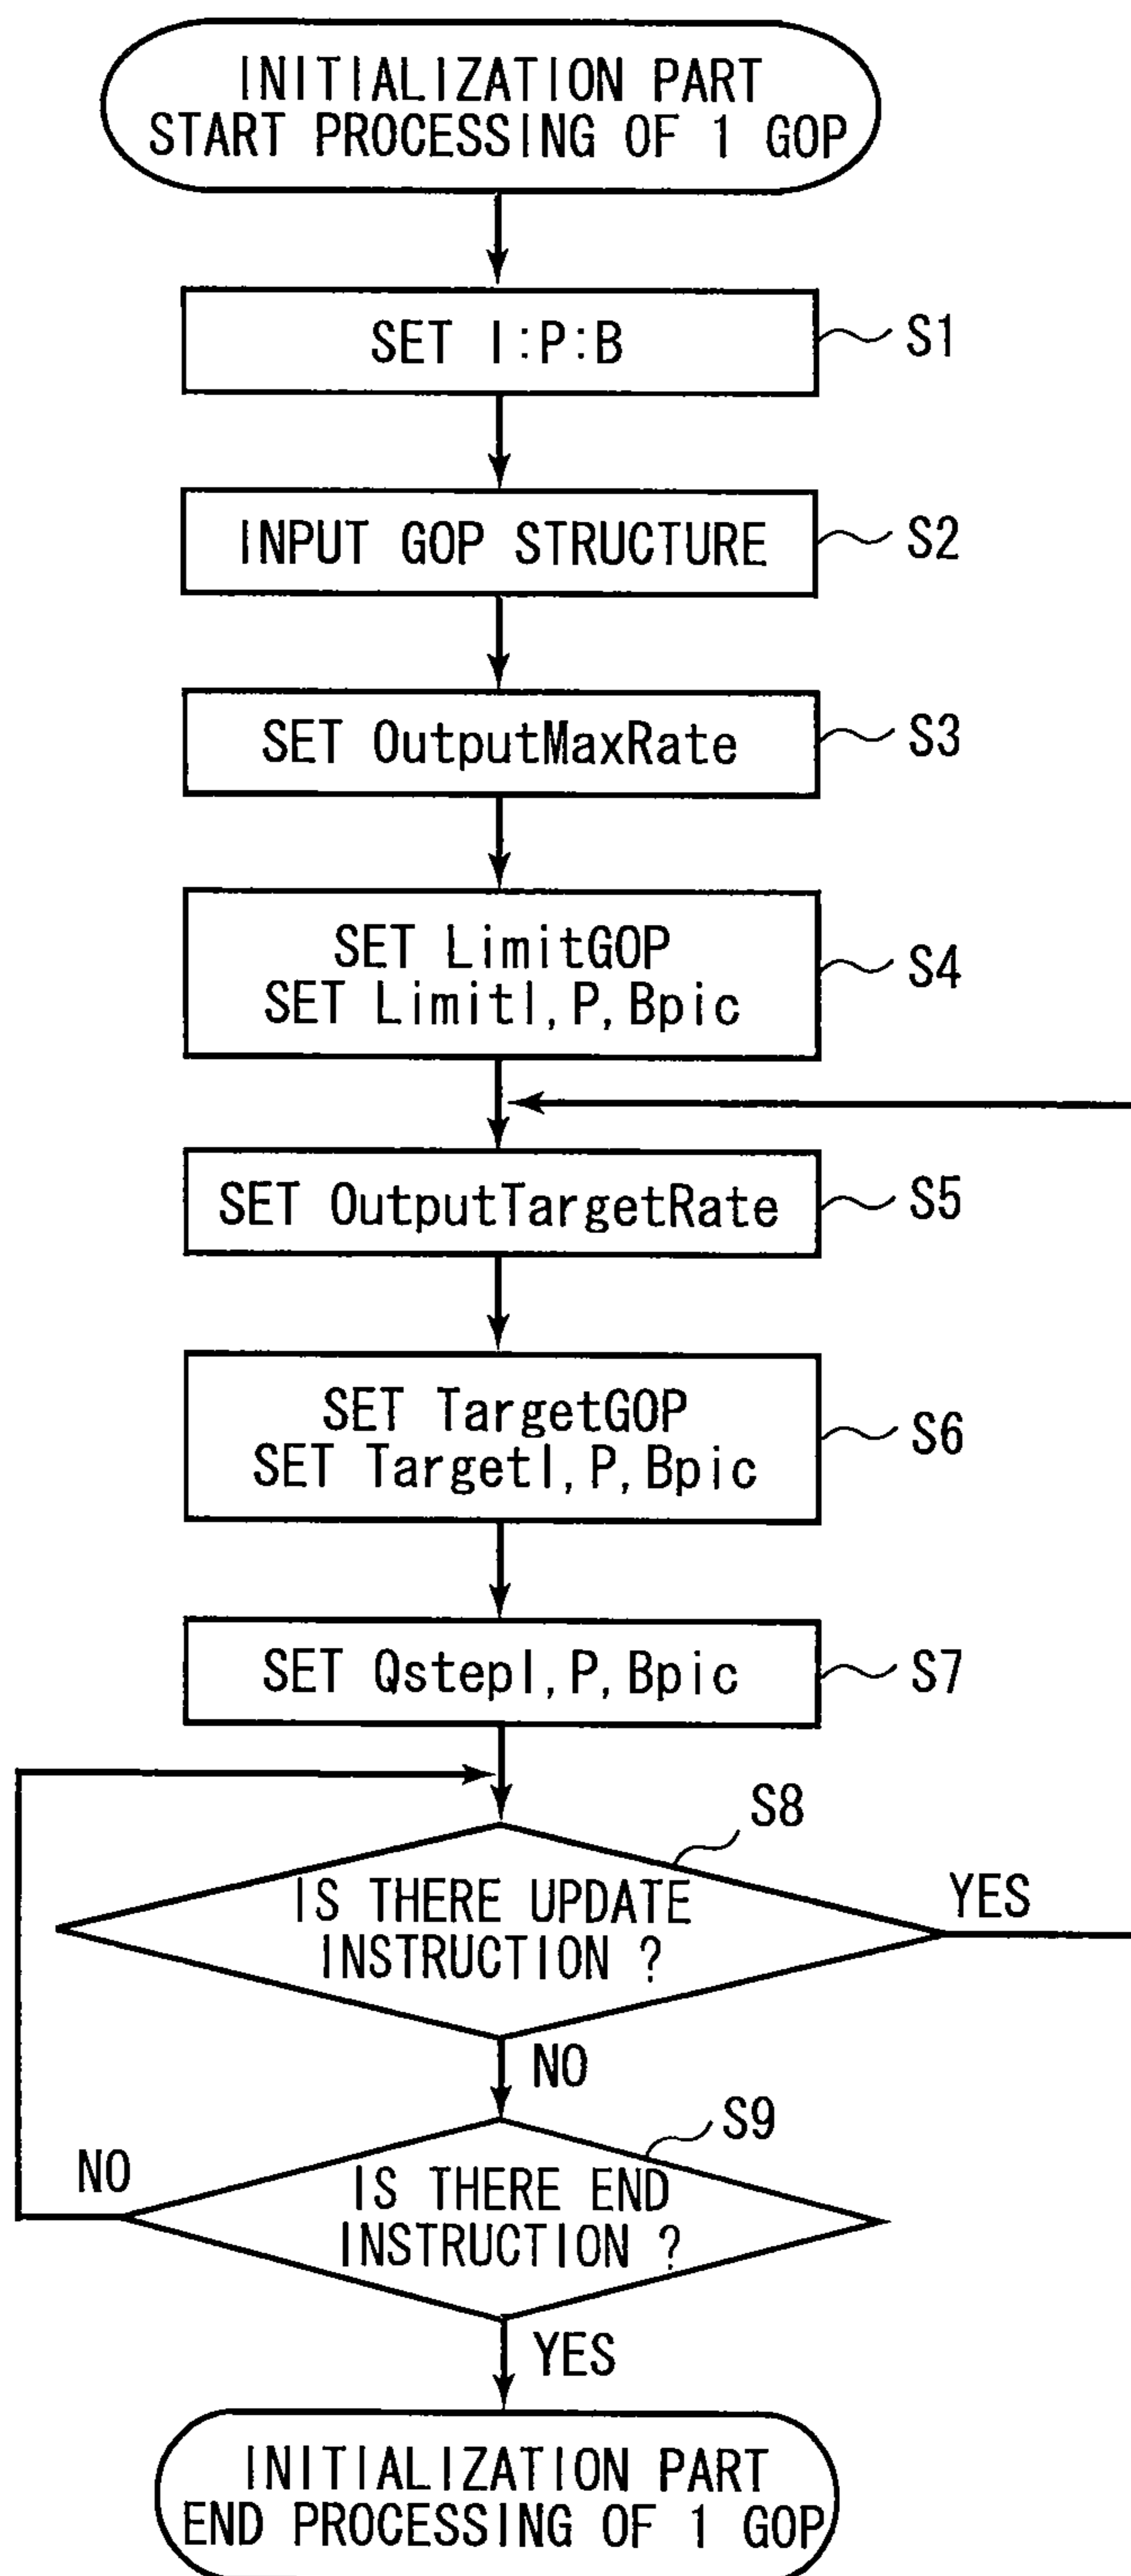 INITIALIZATION PART
START PROCESSING OF 1 GOP
SET I:P:B
S1
INPUT GOP STRUCTURE
S2
SET OutputMaxRate
S3
SET LimitGOP
SET LimitI,P,Bpic
S4
SET OutputTargetRate
S5
SET TargetGOP
SET TargetI,P,Bpic
S6
SET QstepI,P,Bpic
S7
S8
IS THERE UPDATE
INSTRUCTION ?
YES
NO
S9
NO
IS THERE END
INSTRUCTION ?
YES
INITIALIZATION PART
END PROCESSING OF 1 GOP